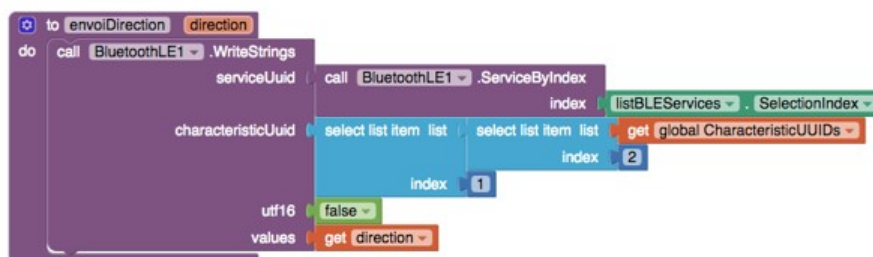 to envoiDirection direction
do call BluetoothLE1 .WriteStrings
serviceUuid call BluetoothLE1 .ServiceByIndex
index listBLEServices . SelectionIndex
characteristicUuid select list item list select list item list get global CharacteristicUUIDs
index 2
index 1
utf16 false
values get direction